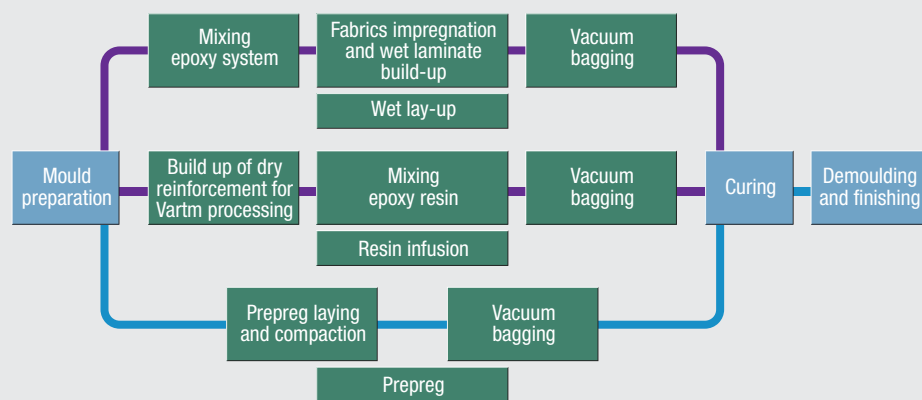 Mixing
epoxy system
Fabrics impregnation
and wet laminate
build-up
Vacuum
bagging
Wet lay-up
Mould
preparation
Build up of dry
reinforcement for
Vartm processing
Mixing
epoxy resin
Vacuum
bagging
Curing
Demoulding
and finishing
Resin infusion
Prepreg laying
and compaction
Vacuum
bagging
Prepreg